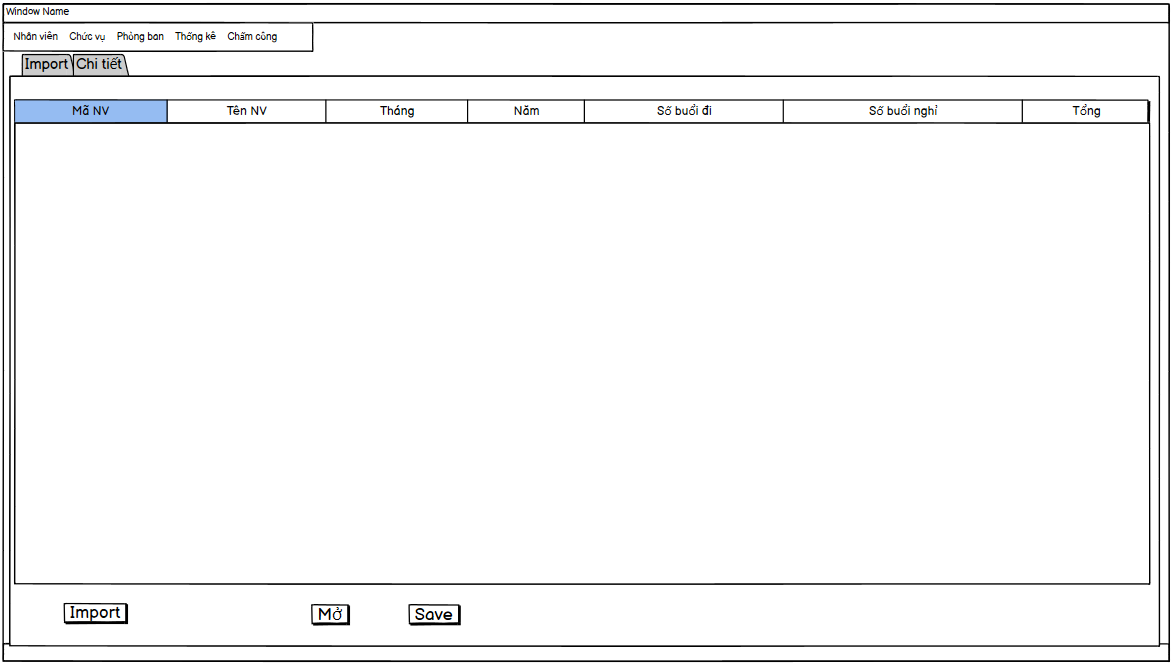 Window Name
Nhân viên Chức vụ Phòng ban Thống kê Chấm công
Import Chi tiết
Mã NV Tên NV Tháng Năm Số buổi đi Số buổi nghỉ Tổng
Import Mở Save